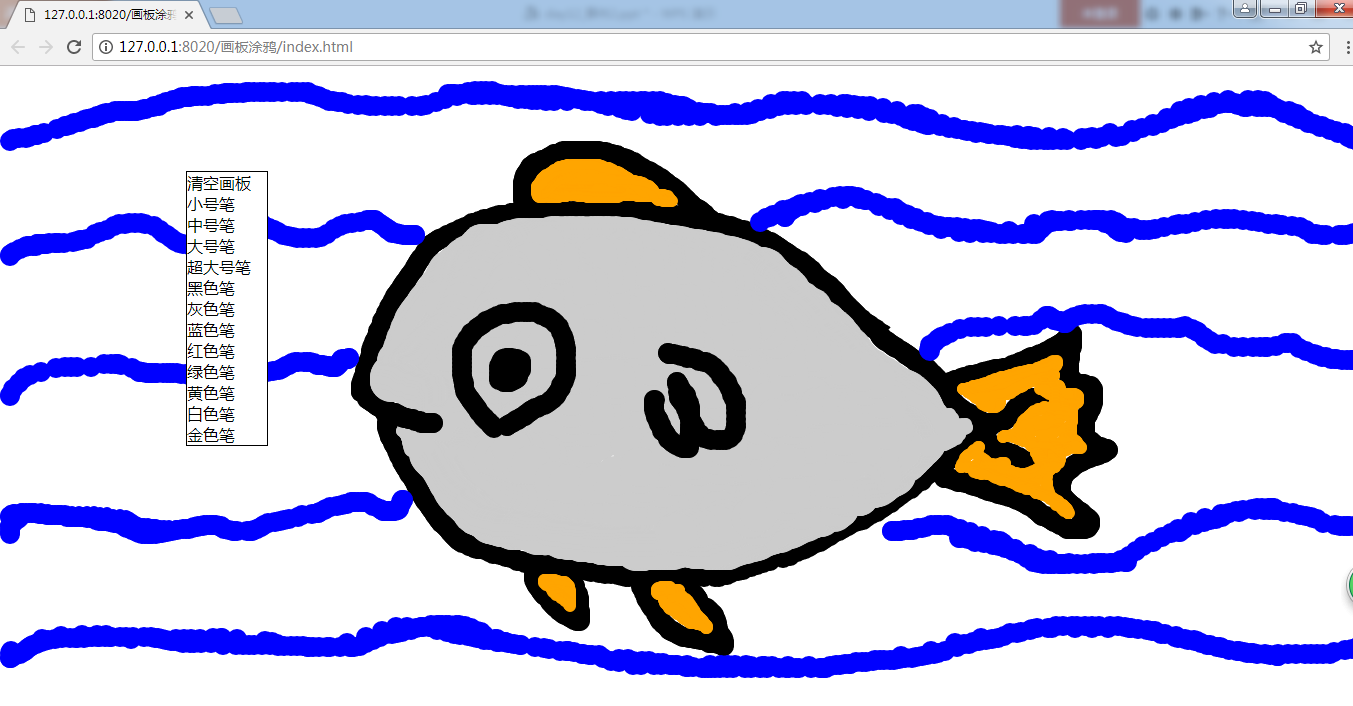 127.0.0.1:8020/画板涂鸦
127.0.0.1:8020/画板涂鸦/index.html
清空画板
小号笔
中号笔
大号笔
超大号笔
黑色笔
灰色笔
蓝色笔
红色笔
绿色笔
黄色笔
白色笔
金色笔